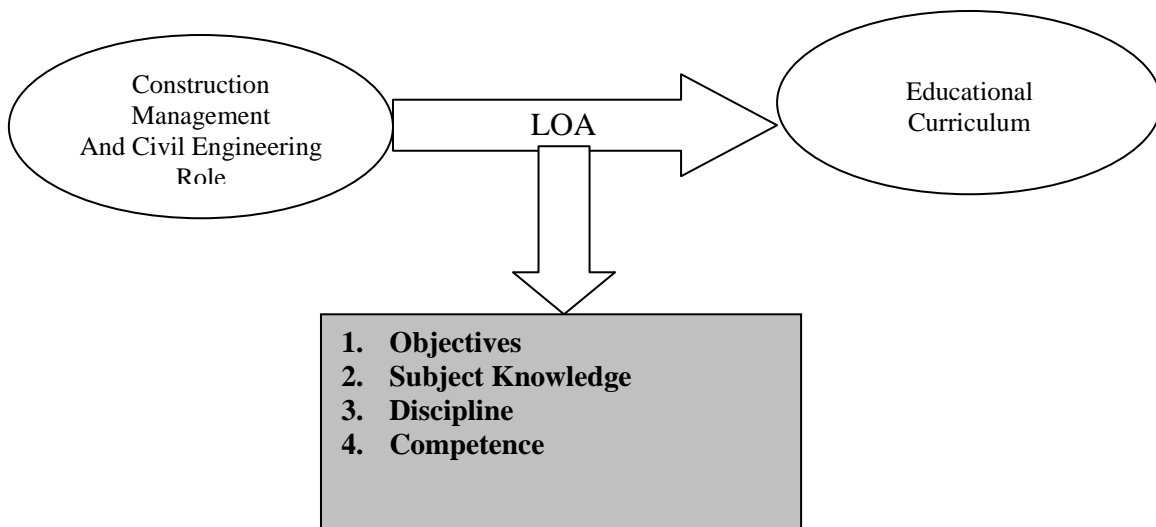 Construction
Management
And Civil Engineering
Role
LOA
Educational
Curriculum
1. Objectives
2. Subject Knowledge
3. Discipline
4. Competence